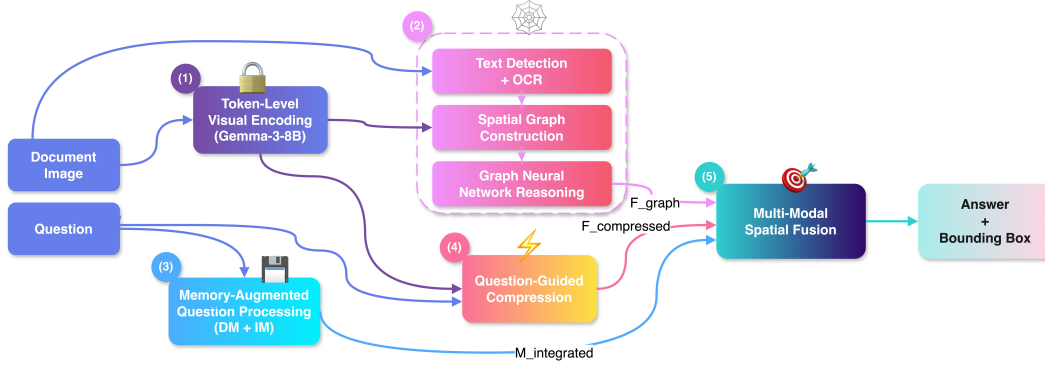 (2)
Text Detection
+ OCR
(1)
Token-Level
Visual Encoding
(Gemma-3-8B)
Spatial Graph
Construction
Document
Image
Graph Neural
Network Reasoning
(5)
F_graph
Question
F_compressed
Multi-Modal
Spatial Fusion
Answer
+
Bounding Box
(4)
(3)
Question-Guided
Compression
Memory-Augmented
Question Processing
(DM + IM)
M_integrated